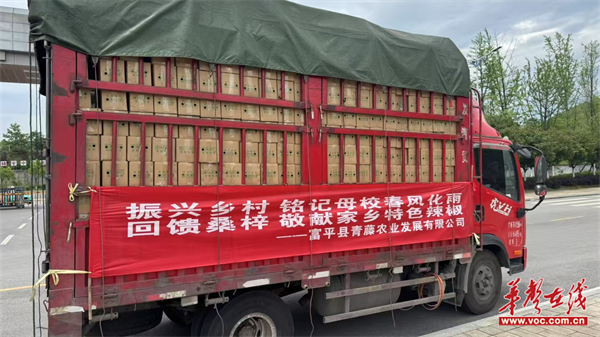 振兴乡村 铭记母校春风化雨
回馈桑梓 敬献家乡特色辣椒
——富平县青藤农业发展有限公司
华声在线
www.voc.com.cn